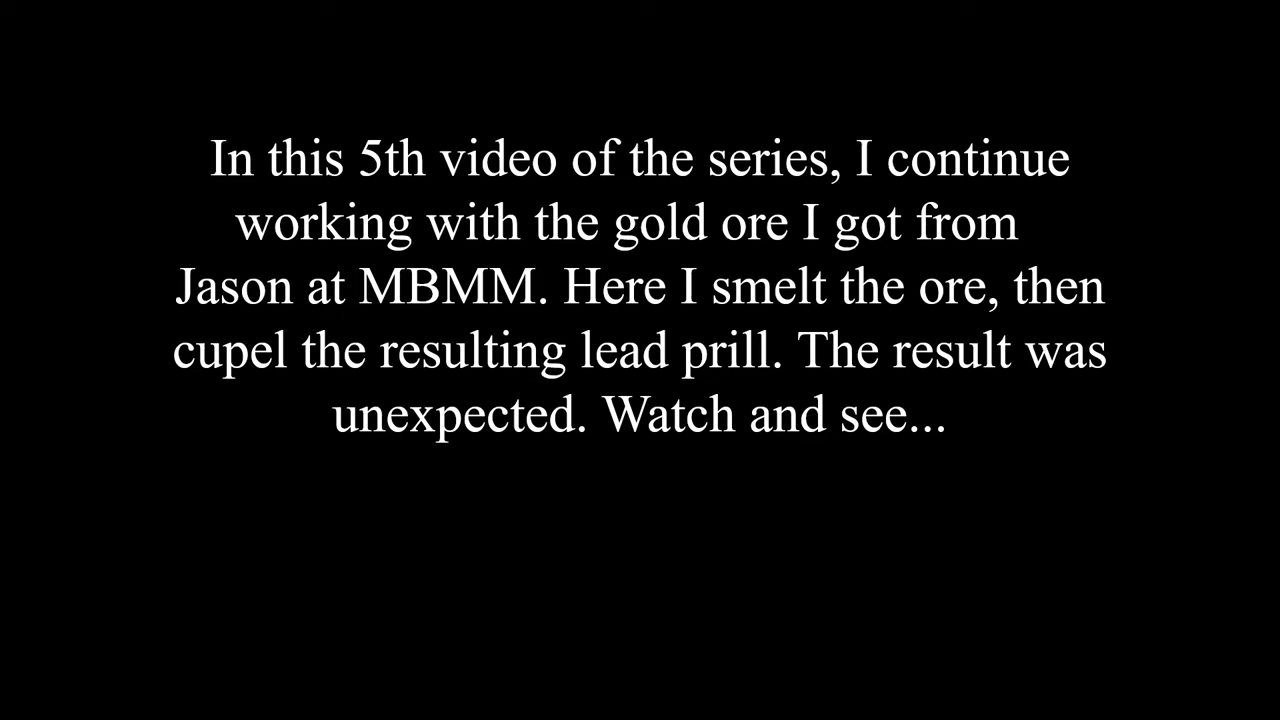 In this 5th video of the series, I continue
working with the gold ore I got from
Jason at MBMM. Here I smelt the ore, then
cupel the resulting lead prill. The result was
unexpected. Watch and see...